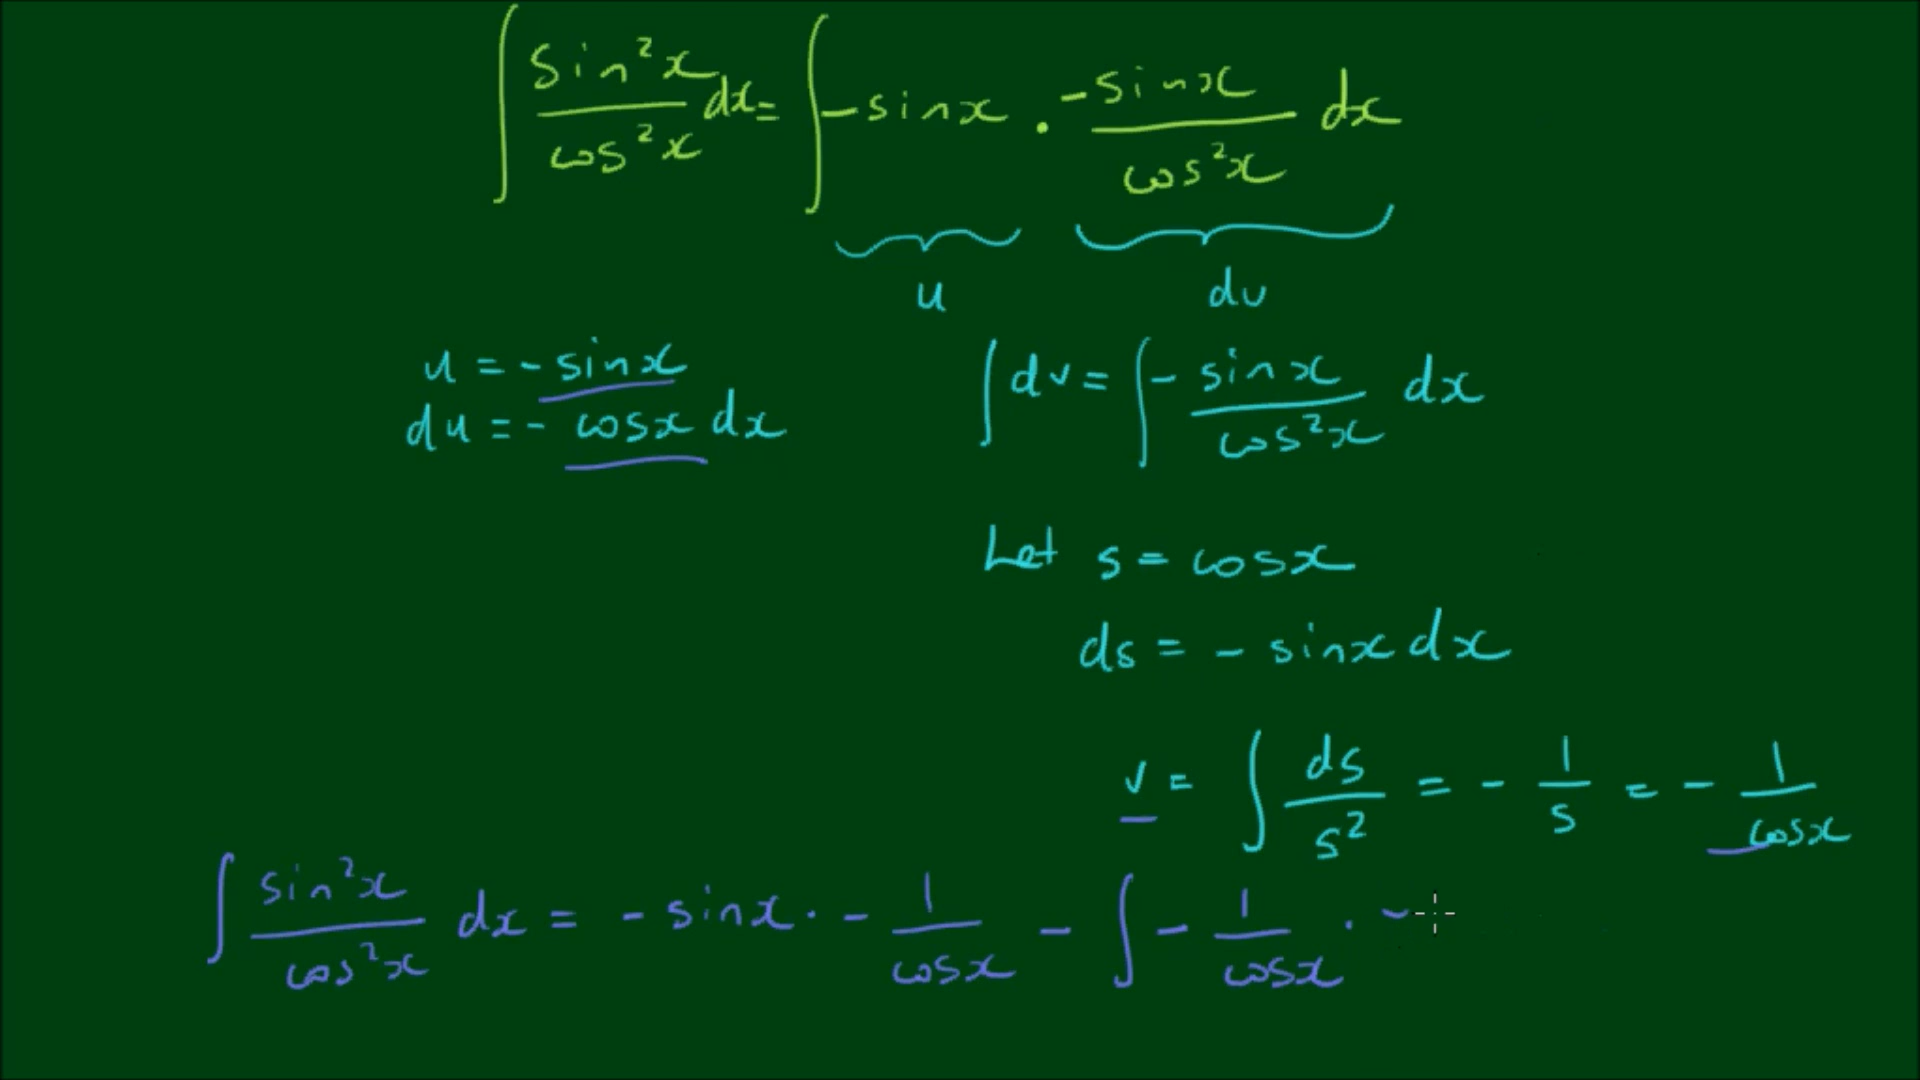 ∫ sin²x/cos²x dx = ∫ -sinx · -sinx/cos²x dx
u dv
u = -sinx ∫ dv = ∫ - sinx/cos²x dx
du = - cosx dx
Let s = cosx
ds = - sinx dx
v = ∫ ds/s² = - 1/s = - 1/cosx
∫ sin²x/cos²x dx = - sinx · - 1/cosx - ∫ - 1/cosx · -